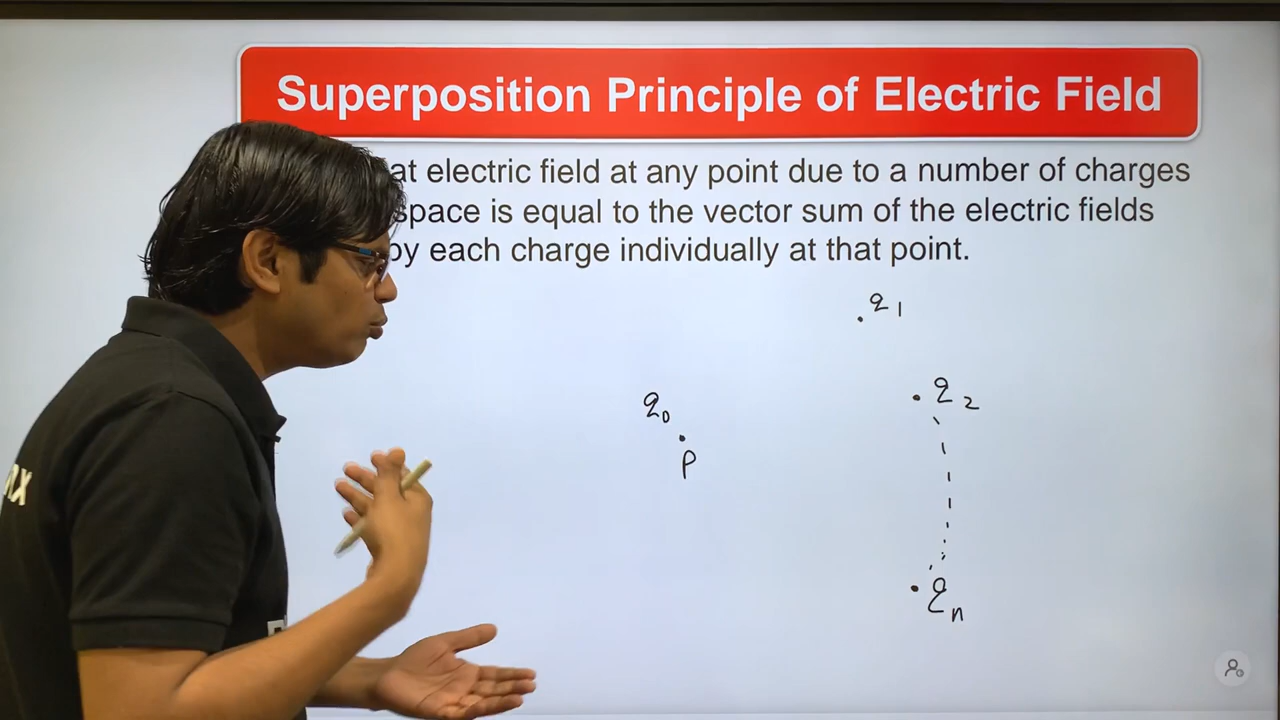 Superposition Principle of Electric Field
at electric field at any point due to a number of charges
space is equal to the vector sum of the electric fields
by each charge individually at that point.
q1
q0
q2
P
qn